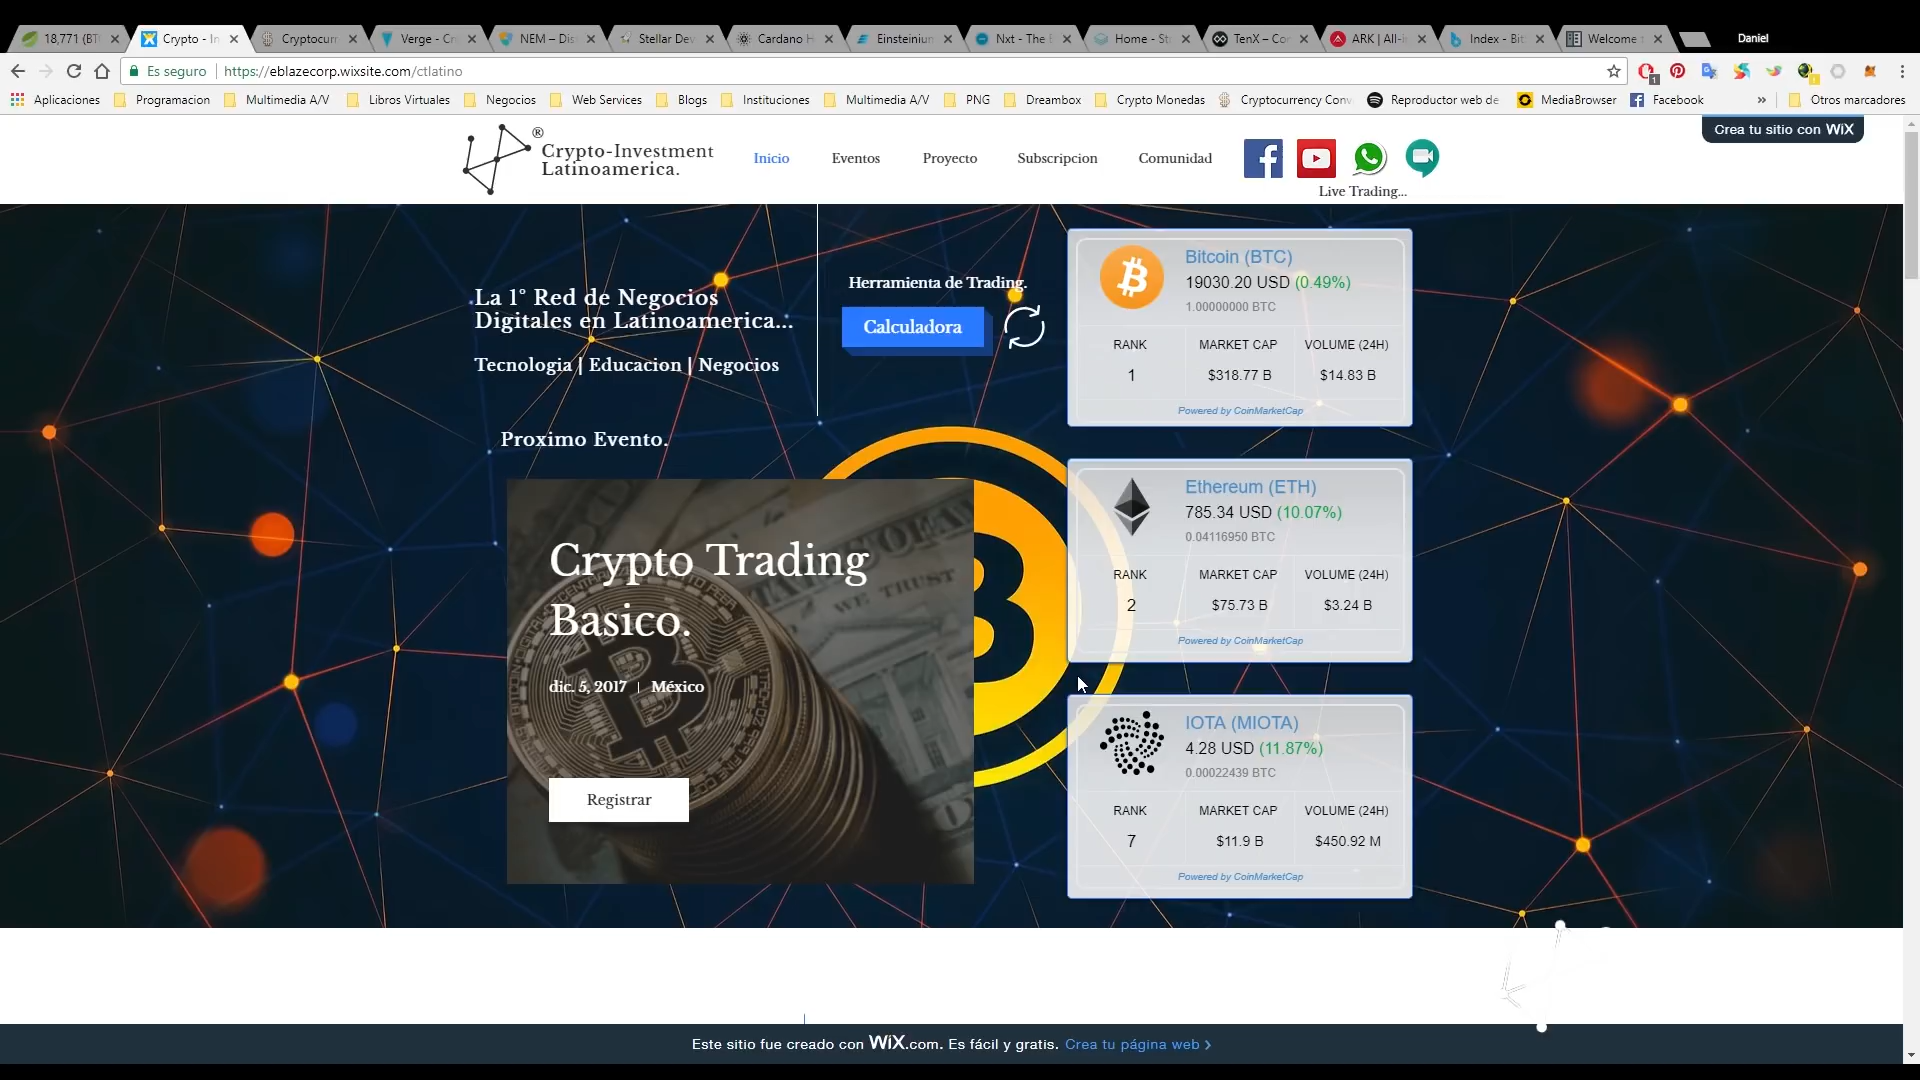 18,771 (BT
Crypto - In
Cryptocurr
Verge - Cr
NEM – Dis
Stellar Dev
Cardano H
Einsteiniun
Nxt - The B
Home - St
TenX – Co
ARK | All-i
Index - Bit
Welcome
Daniel
Es seguro
https://eblazecorp.wixsite.com/ctlatino
Aplicaciones
Programacion
Multimedia A/V
Libros Virtuales
Negocios
Web Services
Blogs
Instituciones
Multimedia A/V
PNG
Dreambox
Crypto Monedas
Cryptocurrency Conv
Reproductor web de
MediaBrowser
Facebook
»
Otros marcadores
Crea tu sitio con WiX
®
Crypto-Investment
Latinoamerica.
Inicio
Eventos
Proyecto
Subscripcion
Comunidad
Live Trading...
La 1° Red de Negocios
Digitales en Latinoamerica...
Tecnologia | Educacion | Negocios
Herramienta de Trading.
Calculadora
Proximo Evento.
WE TRUST
Crypto Trading
Basico.
dic. 5, 2017 | México
Registrar
Bitcoin (BTC)
19030.20 USD (0.49%)
1.00000000 BTC
RANK MARKET CAP VOLUME (24H)
1 $318.77 B $14.83 B
Powered by CoinMarketCap
Ethereum (ETH)
785.34 USD (10.07%)
0.04116950 BTC
RANK MARKET CAP VOLUME (24H)
2 $75.73 B $3.24 B
Powered by CoinMarketCap
IOTA (MIOTA)
4.28 USD (11.87%)
0.00022439 BTC
RANK MARKET CAP VOLUME (24H)
7 $11.9 B $450.92 M
Powered by CoinMarketCap
Este sitio fue creado con WiX.com. Es fácil y gratis. Crea tu página web >